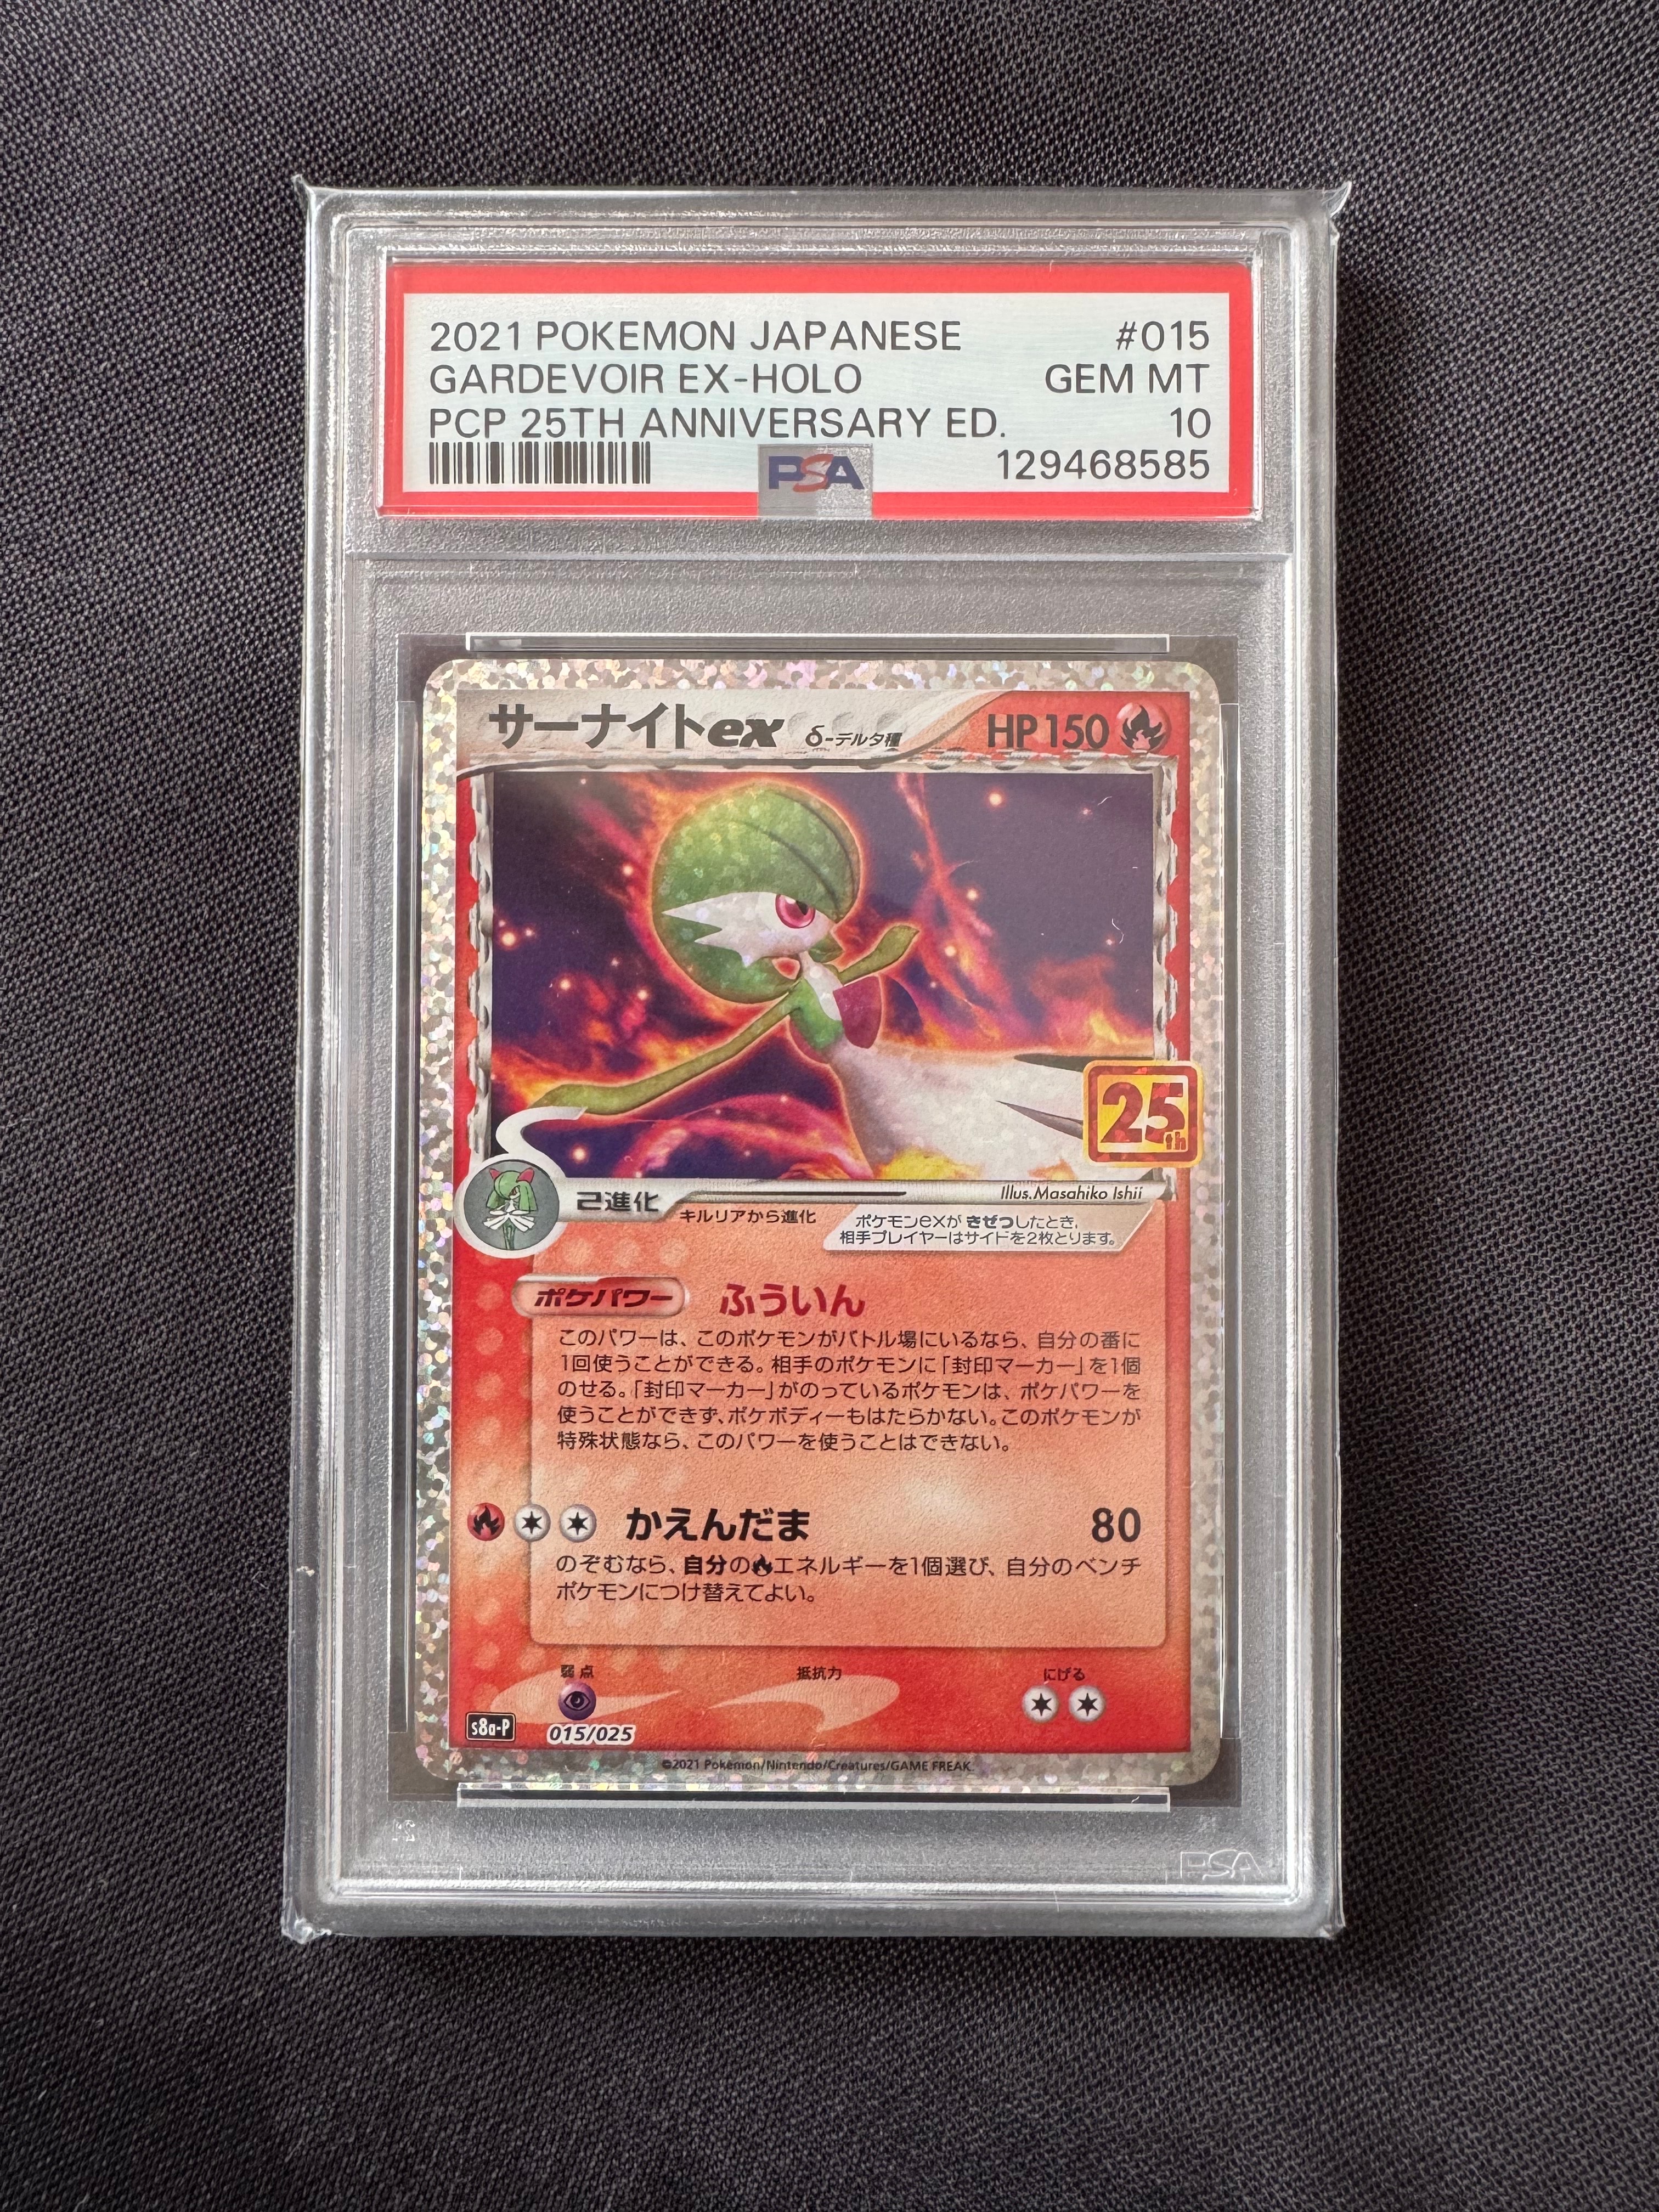 2021 POKEMON JAPANESE #015
GARDEVOIR EX-HOLO GEM MT
PCP 25TH ANNIVERSARY ED. 10
PSA 129468585
サーナイトex δ-デルタ種 HP150
25th
Illus.Masahiko Ishii
2進化 キルリアから進化
ポケモンexが きぜつしたとき、
相手プレイヤーはサイドを2枚とります。
ポケパワー ふういん
このパワーは、このポケモンがバトル場にいるなら、自分の番に
1回使うことができる。相手のポケモンに「封印マーカー」を1個
のせる。「封印マーカー」がのっているポケモンは、ポケパワーを
使うことができず、ポケボディーもはたらかない。このポケモンが
特殊状態なら、このパワーを使うことはできない。
かえんだま 80
のぞむなら、自分のエネルギーを1個選び、自分のベンチ
ポケモンにつけ替えてよい。
弱点 抵抗力 にげる
s8a-P 015/025
©2021 Pokémon/Nintendo/Creatures/GAME FREAK.
PSA